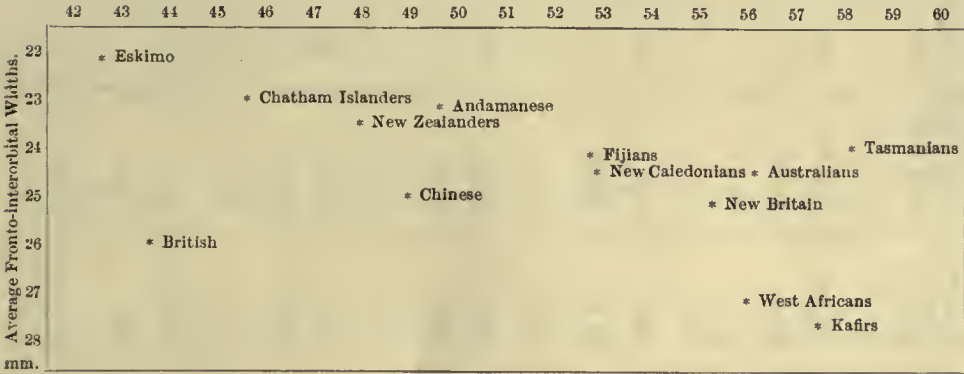 42 43 44 45 46 47 48 49 50 51 52 53 54 55 56 57 58 59 60
Average Fronto-interorbital Widths.
22
* Eskimo
23
* Chatham Islanders
* Andamanese
* New Zealanders
24
* Tasmanians
* Fijians
* New Caledonians
* Australians
25
* Chinese
* New Britain
26
* British
27
* West Africans
* Kafirs
28
mm.